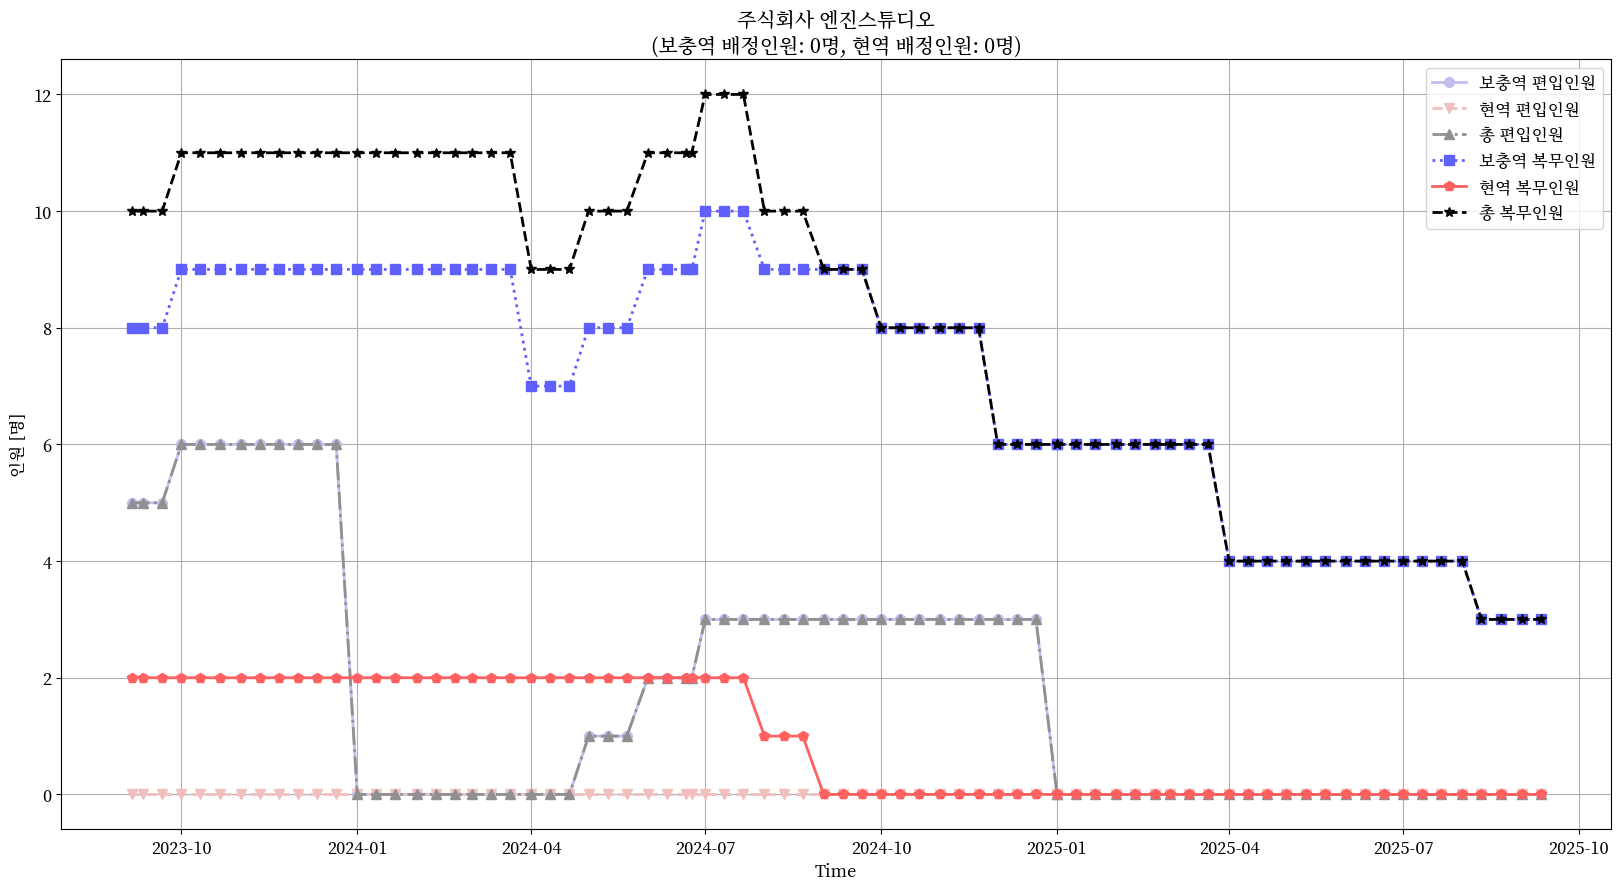 주식회사 엔진스튜디오
(보충역 배정인원: 0명, 현역 배정인원: 0명)
보충역 편입인원
현역 편입인원
총 편입인원
보충역 복무인원
현역 복무인원
총 복무인원
인원 [명]
12
10
8
6
4
2
0
2023-10
2024-01
2024-04
2024-07
2024-10
2025-01
2025-04
2025-07
2025-10
Time